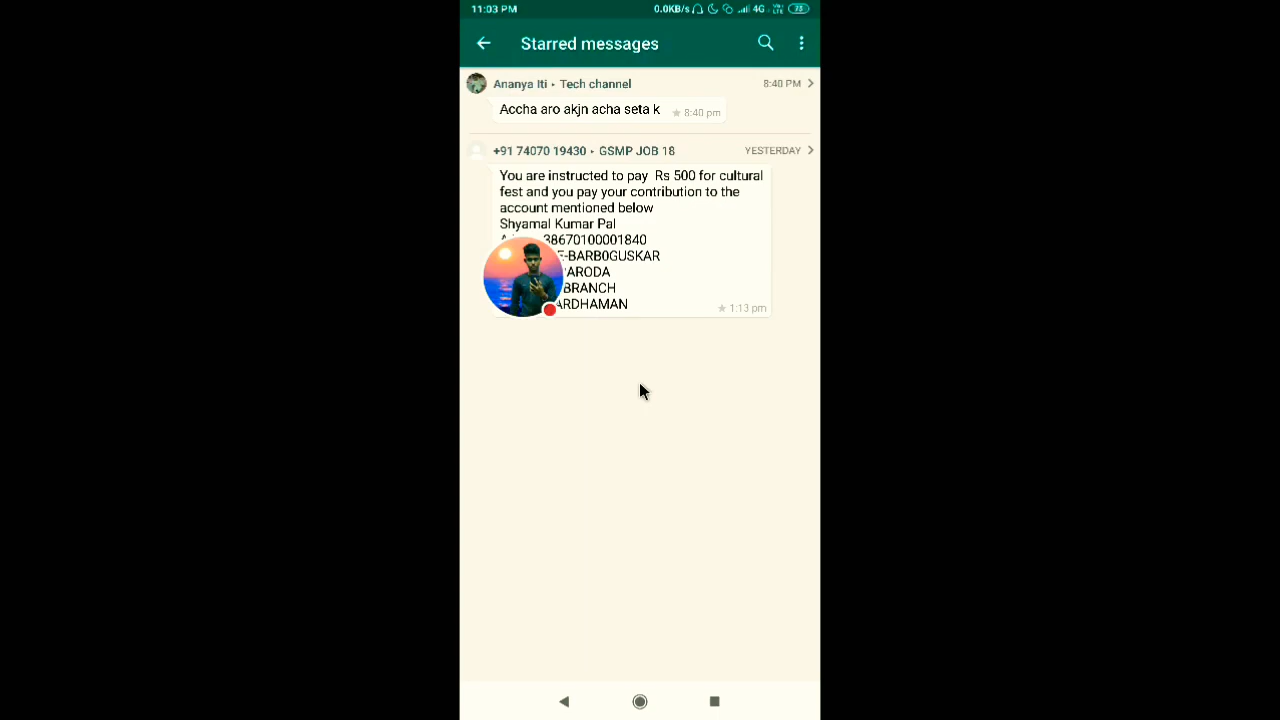 11:03 PM 0.0KB/s 4G Vo LTE 73
Starred messages
Ananya Iti ▸ Tech channel 8:40 PM
Accha aro akjn acha seta k 8:40 pm
+91 74070 19430 ▸ GSMP JOB 18 YESTERDAY
You are instructed to pay Rs 500 for cultural
fest and you pay your contribution to the
account mentioned below
Shyamal Kumar Pal
38670100001840
-BARB0GUSKAR
ARODA
BRANCH
ARDHAMAN 1:13 pm